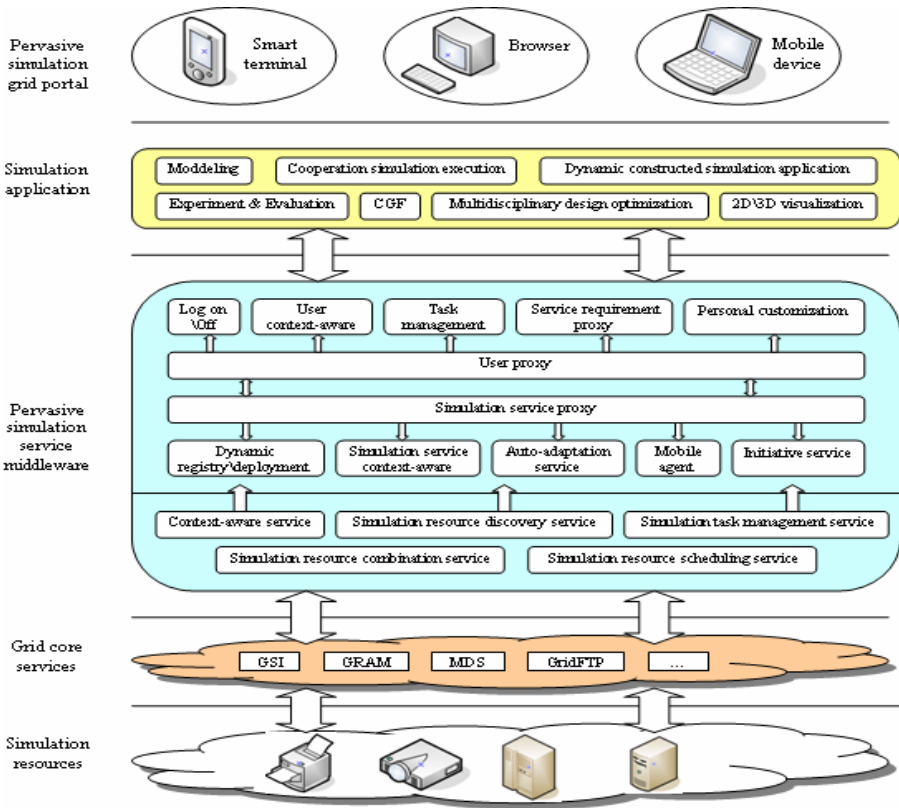 Pervasive
simulation
grid portal
Smart
terminal
Browser
Mobile
device
Simulation
application
Moddeling
Cooperation simulation execution
Dynamic constructed simulation application
Experiment & Evaluation
CGF
Multidisciplinary design optimization
2D\3D visualization
Pervasive
simulation
service
middleware
Log on
\Off
User
context-aware
Task
management
Service requirement
proxy
Personal customization
User proxy
Simulation service proxy
Dynamic
registry\deployment
Simulation service
context-aware
Auto-adaptation
service
Mobile
agent
Initiative service
Context-aware service
Simulation resource discovery service
Simulation task management service
Simulation resource combination service
Simulation resource scheduling service
Grid core
services
GSI
GRAM
MDS
GridFTP
...
Simulation
resources